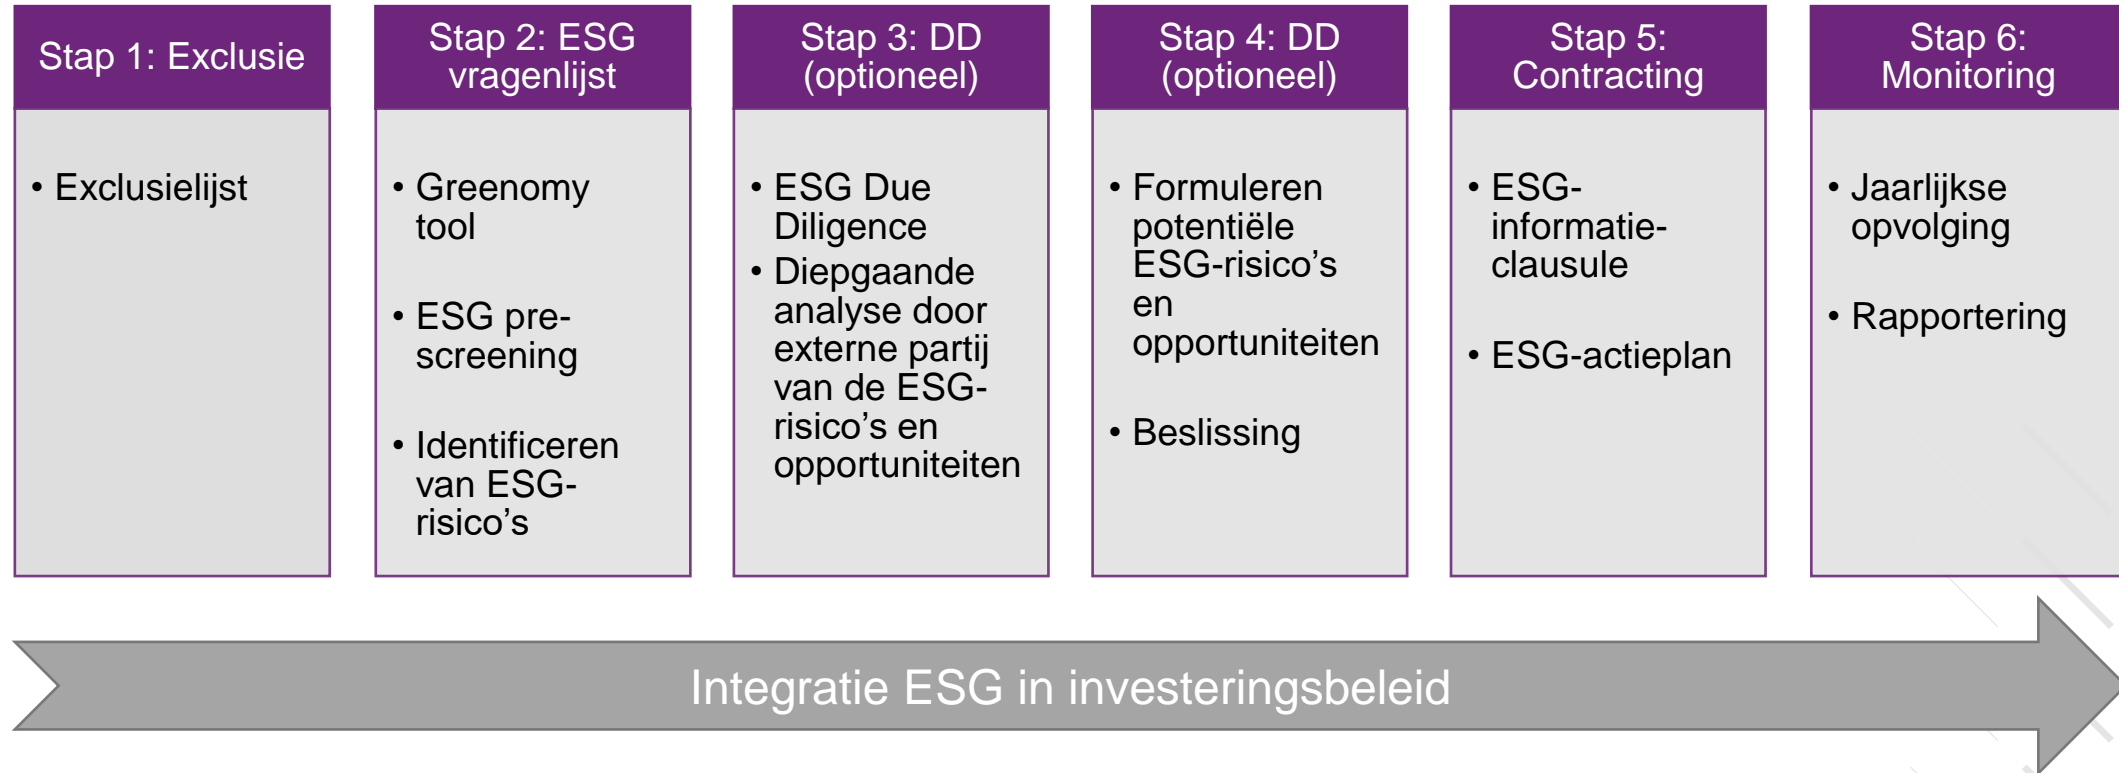 Stap 1: Exclusie
• Exclusielijst
Stap 2: ESG
vragenlijst
• Greenomy
tool
• ESG pre-
screening
• Identificeren
van ESG-
risico’s
Stap 3: DD
(optioneel)
• ESG Due
Diligence
• Diepgaande
analyse door
externe partij
van de ESG-
risico’s en
opportuniteiten
Stap 4: DD
(optioneel)
• Formuleren
potentiële
ESG-risico’s
en
opportuniteiten
• Beslissing
Stap 5:
Contracting
• ESG-
informatie-
clausule
• ESG-actieplan
Stap 6:
Monitoring
• Jaarlijkse
opvolging
• Rapportering
Integratie ESG in investeringsbeleid